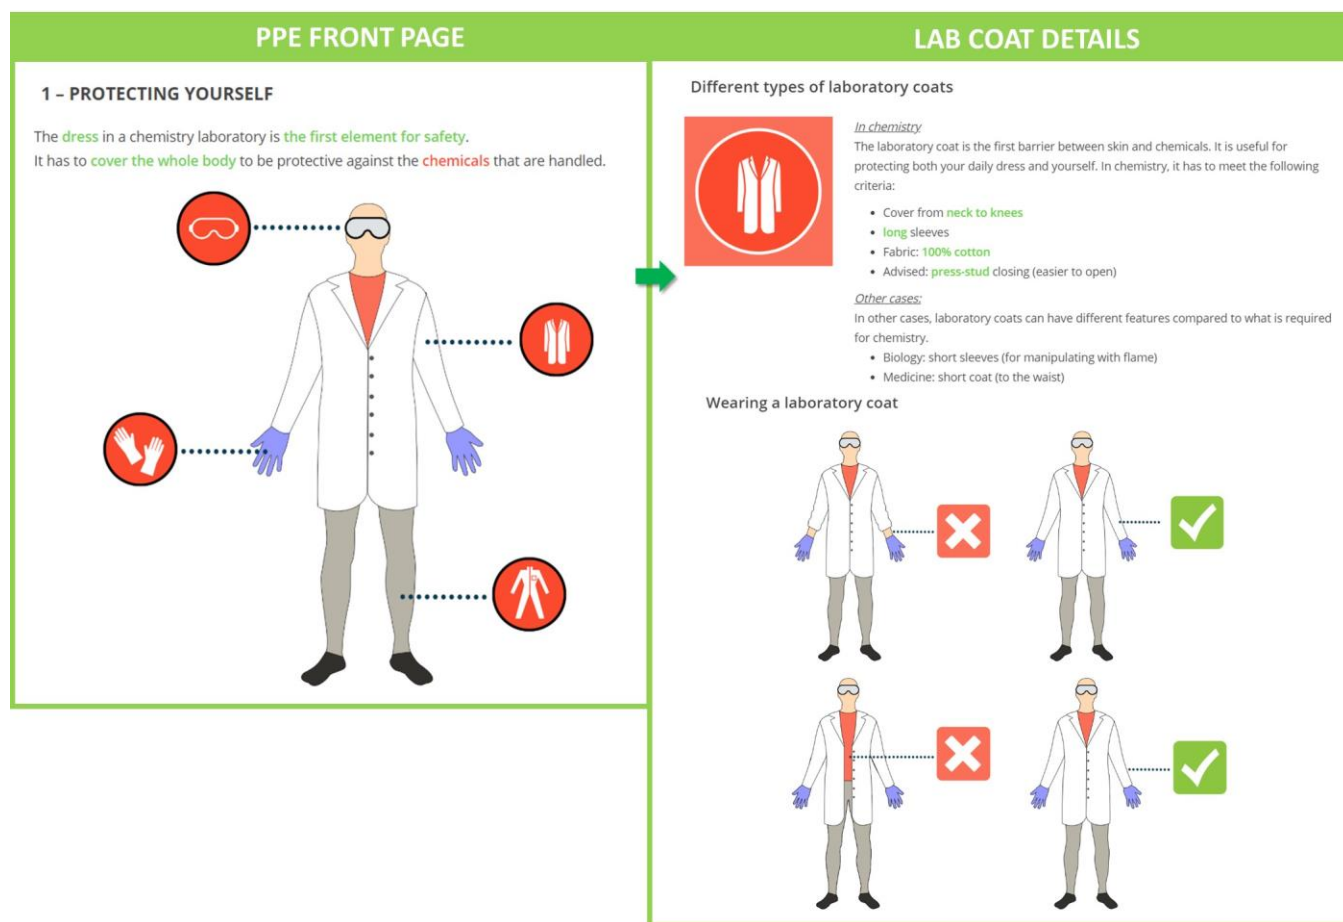 PPE FRONT PAGE
1 – PROTECTING YOURSELF
The dress in a chemistry laboratory is the first element for safety.
It has to cover the whole body to be protective against the chemicals that are handled.
LAB COAT DETAILS
Different types of laboratory coats
In chemistry
The laboratory coat is the first barrier between skin and chemicals. It is useful for
protecting both your daily dress and yourself. In chemistry, it has to meet the following
criteria:
• Cover from neck to knees
• long sleeves
• Fabric: 100% cotton
• Advised: press-stud closing (easier to open)
Other cases:
In other cases, laboratory coats can have different features compared to what is required
for chemistry.
• Biology: short sleeves (for manipulating with flame)
• Medicine: short coat (to the waist)
Wearing a laboratory coat